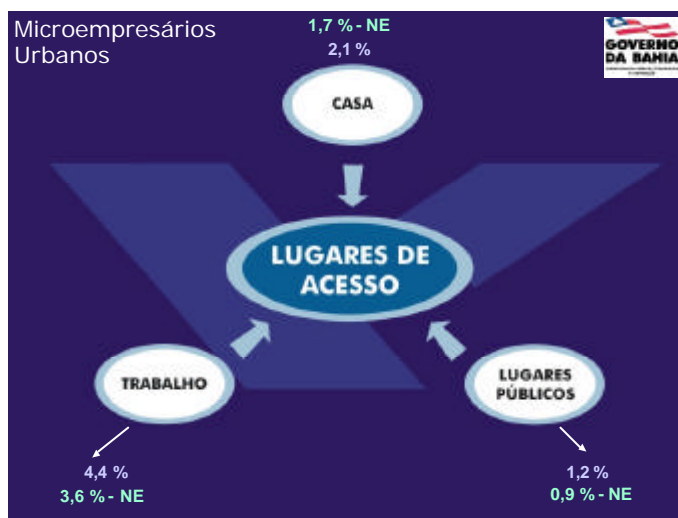 Microempresários
Urbanos
1,7 % - NE
2,1 %
GOVERNO
DA BAHIA
CASA
LUGARES DE
ACESSO
TRABALHO
LUGARES
PÚBLICOS
4,4 %
3,6 % - NE
1,2 %
0,9 % - NE